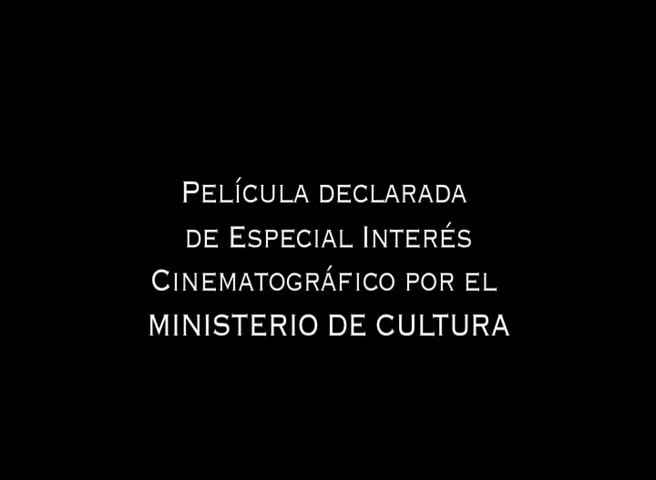 PELÍCULA DECLARADA
DE ESPECIAL INTERÉS
CINEMATOGRÁFICO POR EL
MINISTERIO DE CULTURA